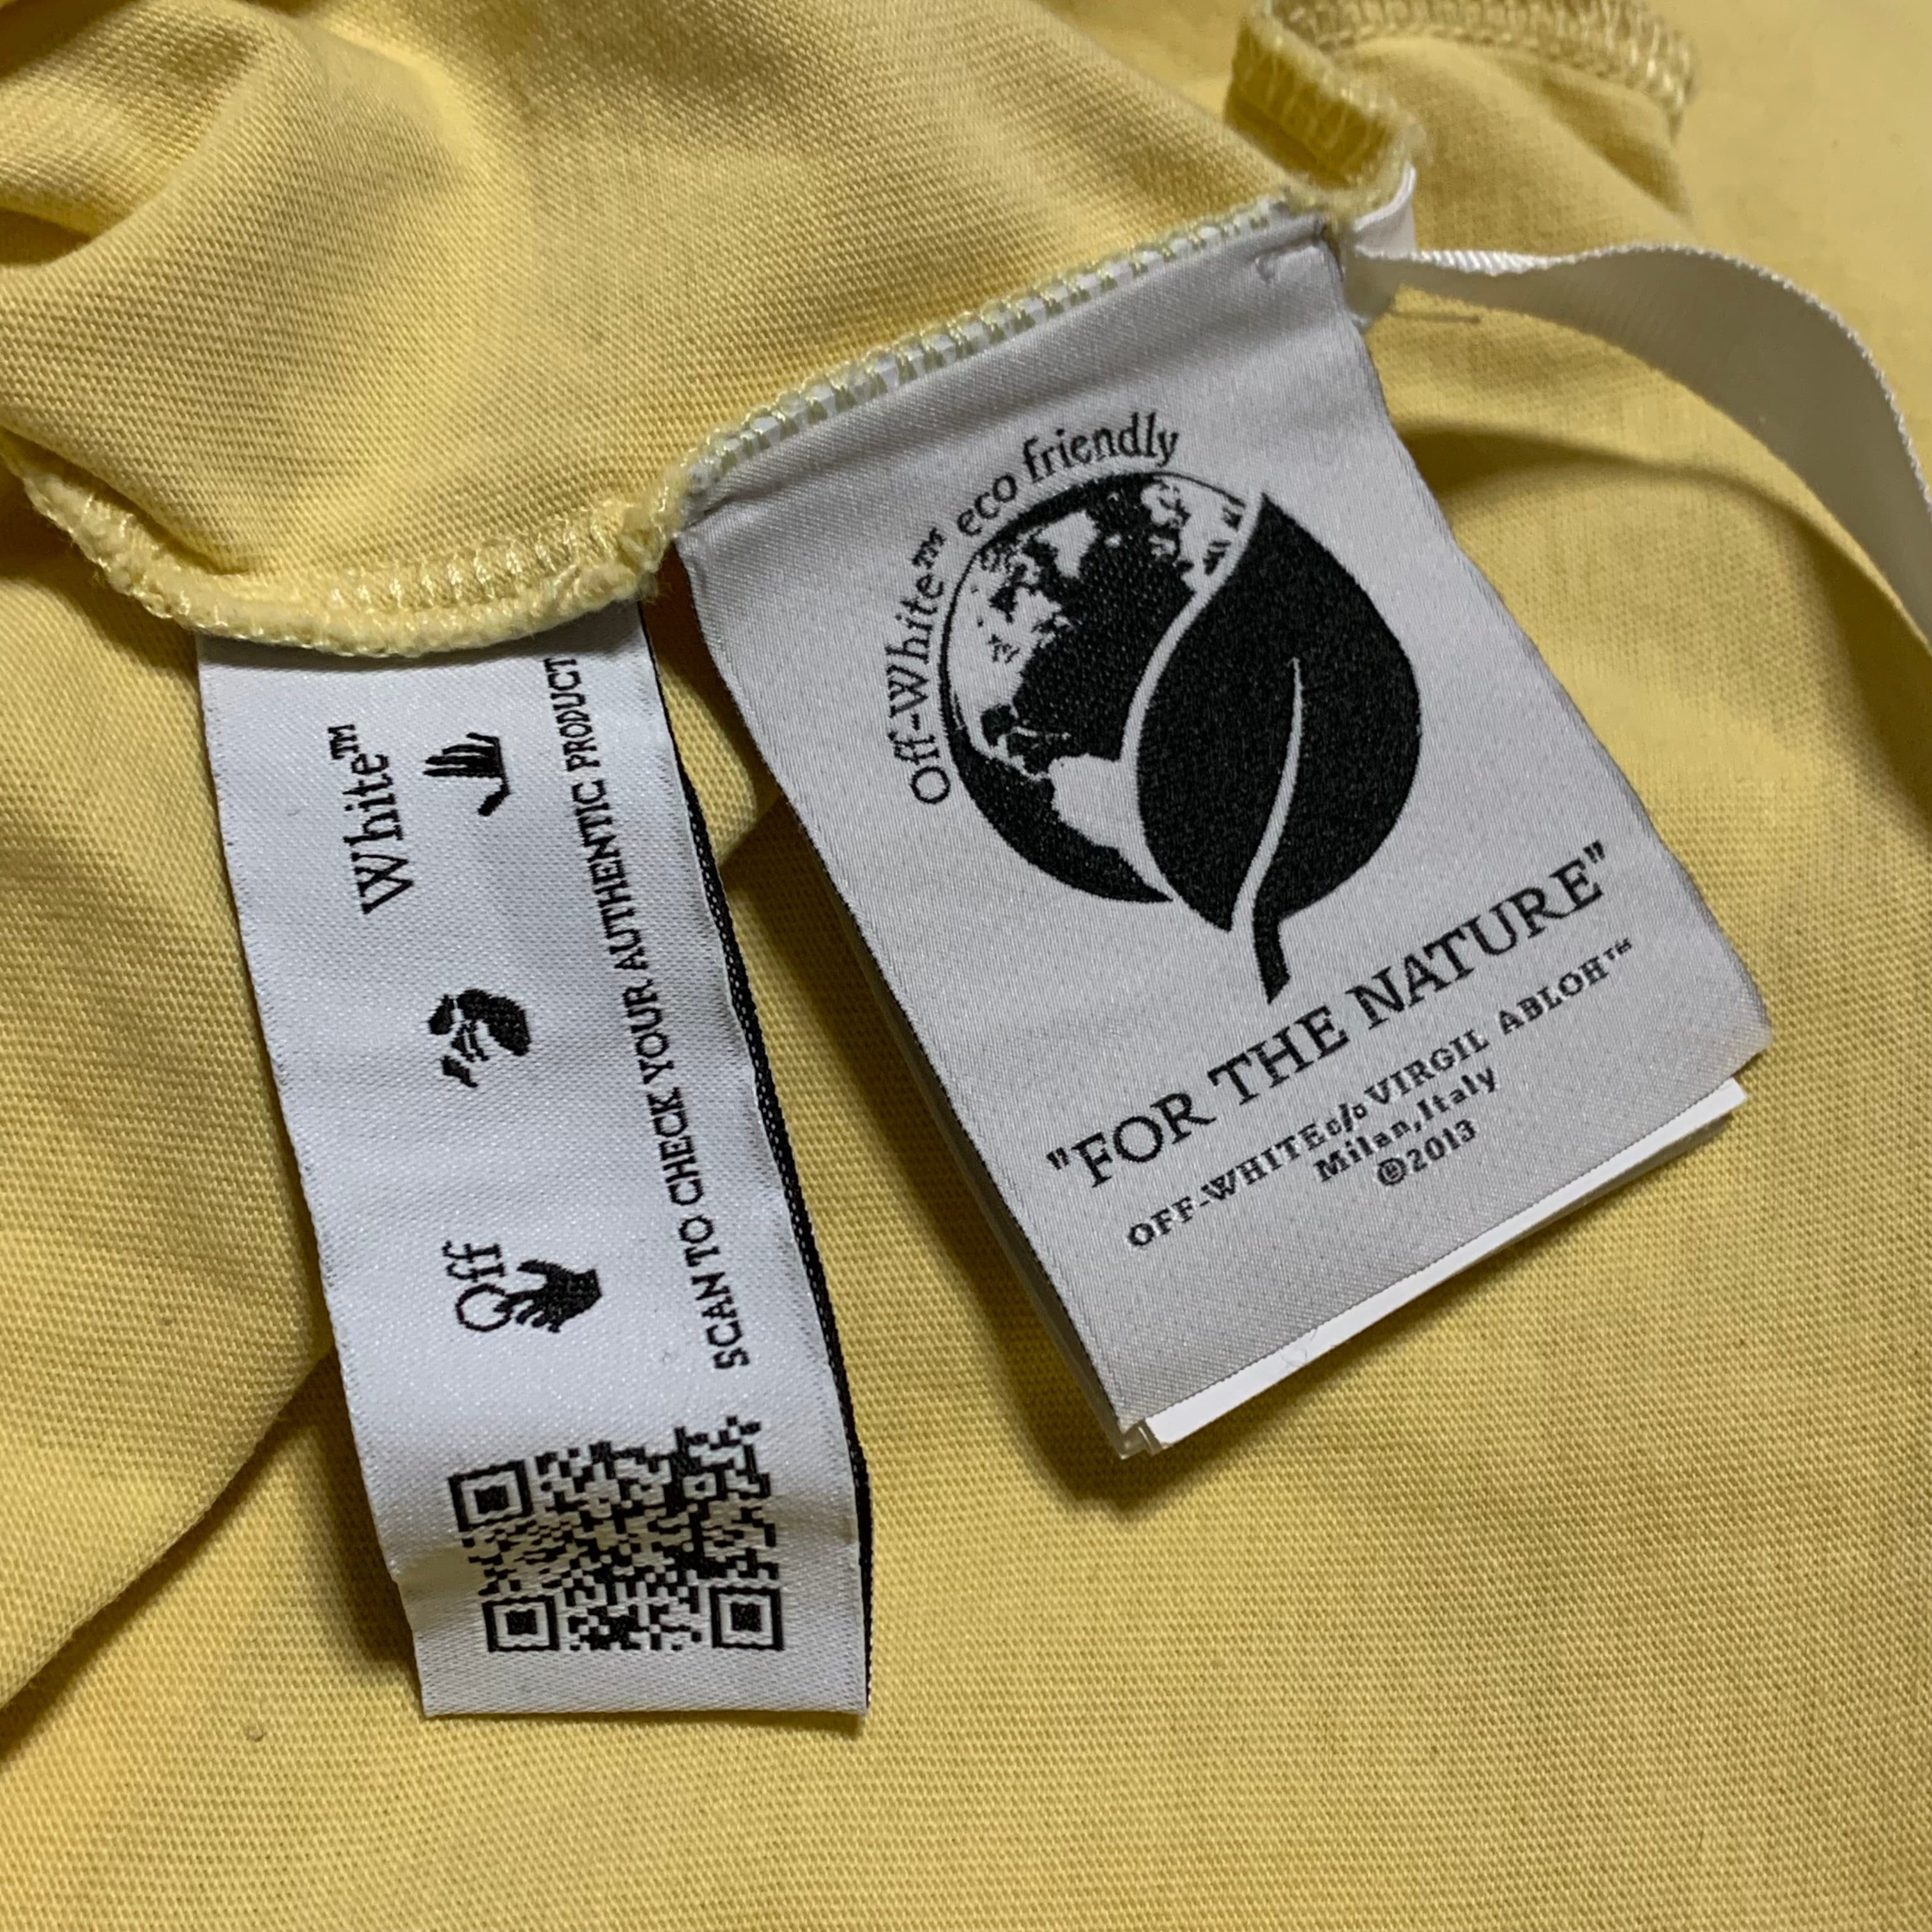 Off White™
SCAN TO CHECK YOUR AUTHENTIC PRODUCT
Off-White™ eco friendly
"FOR THE NATURE"
OFF-WHITE c/o VIRGIL ABLOH™
Milan,Italy
©2013